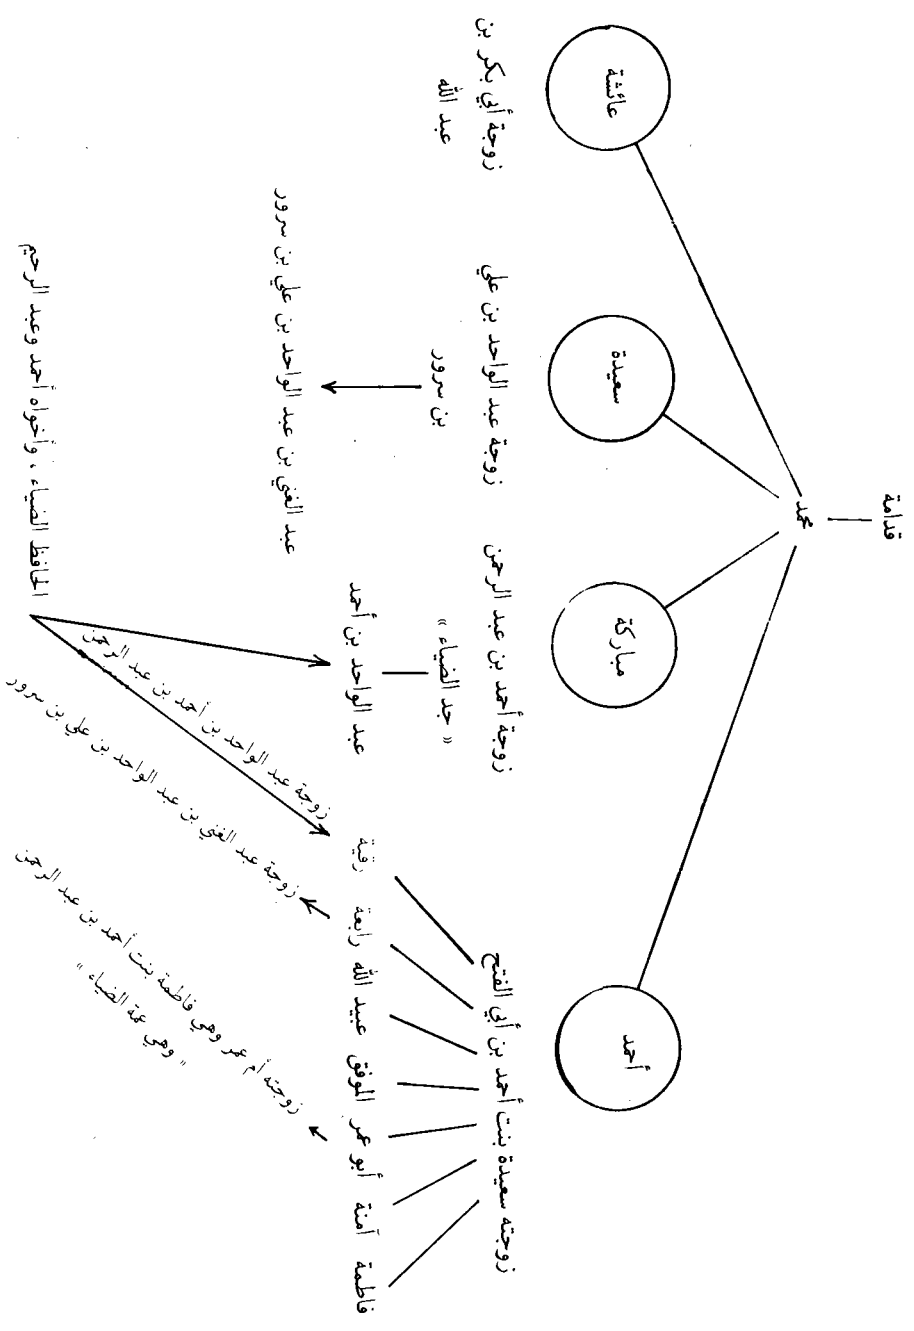 قدامة
محمد
أحمد
مباركة
سعيدة
عائشة
زوجته سعيدة بنت أحمد بن أبي الفتح
زوجة أحمد بن عبد الرحمن
« جد الضياء »
زوجة عبد الواحد بن علي
بن سرور
زوجة أبي بكر بن
عبد الله
فاطمة
آمنة
أبو عمر
الموفق
عبيد الله
رابعة
رقية
عبد الواحد بن أحمد
عبد الغني بن عبد الواحد بن علي بن سرور
زوجته أم عمر وهي فاطمة بنت أحمد بن عبد الرحمن
« وهي عمة الضياء »
زوجة عبد الغني بن عبد الواحد بن علي بن سرور
زوجة عبد الواحد بن أحمد بن عبد الرحمن
الحافظ الضياء ، وأخواه أحمد وعبد الرحيم